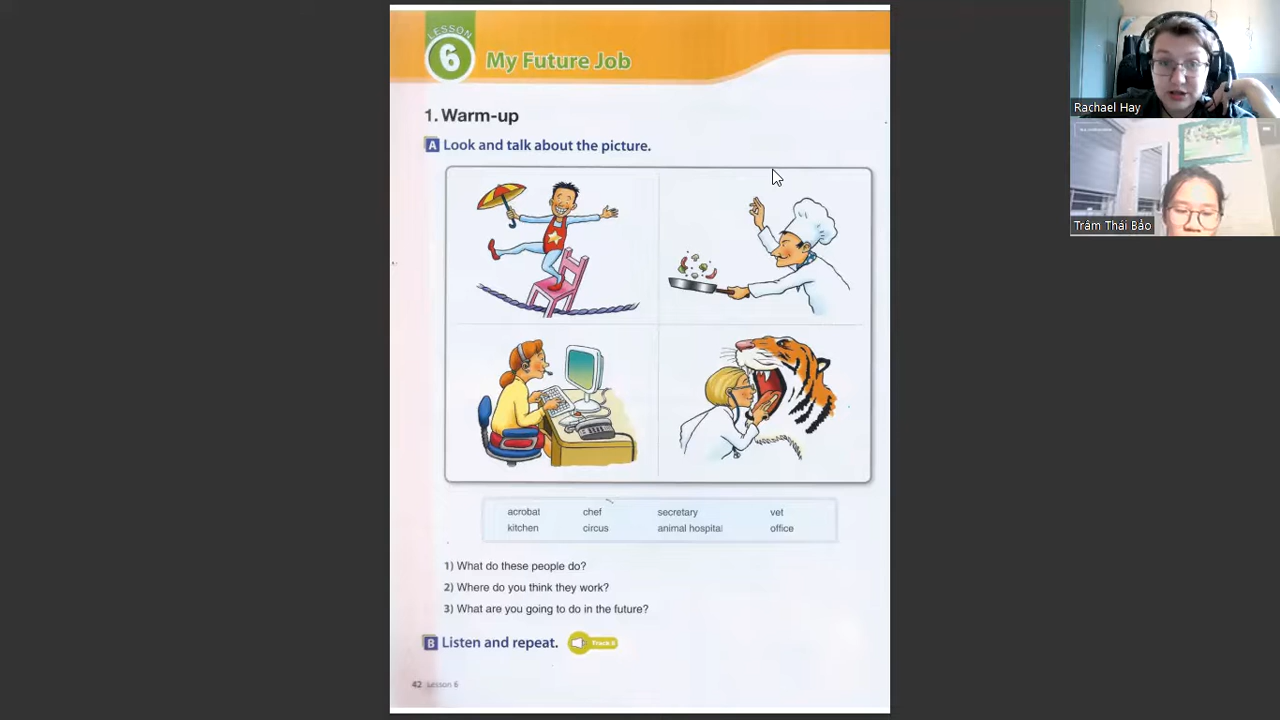 LESSON
6
My Future Job
1. Warm-up
A Look and talk about the picture.
acrobat chef secretary vet
kitchen circus animal hospital office
1) What do these people do?
2) Where do you think they work?
3) What are you going to do in the future?
B Listen and repeat. Track
42 Lesson 6
Rachael Hay
Trâm Thái Bảo